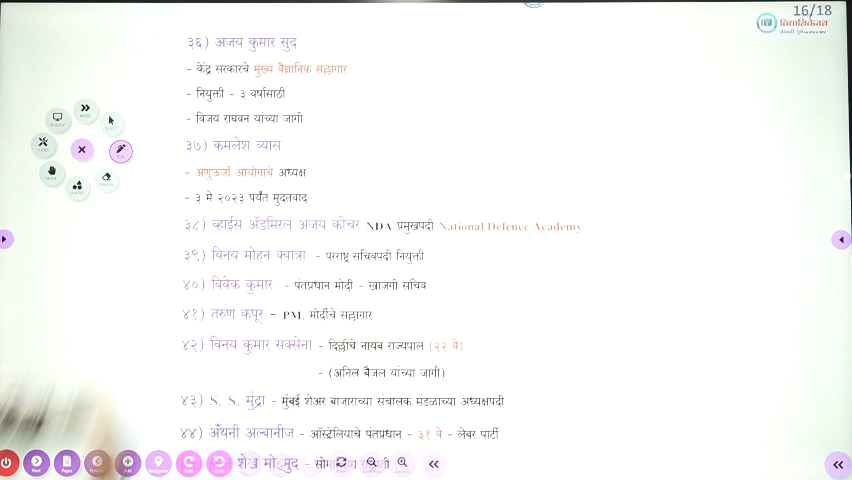 16/18
विद्यानिकेतन
३६) अजय कुमार सुद
- केंद्र सरकारचे मुख्य वैज्ञानिक सल्लागार
- नियुक्ती - ३ वर्षासाठी
- विजय राघवन यांच्या जागी
३७) कमलेश व्यास
- अणुऊर्जा आयोगाचे अध्यक्ष
- ३ मे २०२३ पर्यंत मुदतवाढ
३८) व्हाईस ॲडमिरल अजय कोचर NDA प्रमुखपदी National Defence Academy
३९) विनय मोहन क्वात्रा - परराष्ट्र सचिवपदी नियुक्ती
४०) विवेक कुमार - पंतप्रधान मोदी - खाजगी सचिव
४१) तरुण कपूर - PM. मोदींचे सल्लागार
४२) विनय कुमार सक्सेना - दिल्लीचे नायब राज्यपाल (२२ वे)
- (अनिल बैजल यांच्या जागी)
४३) S. S. मुंद्रा - मुंबई शेअर बाजाराच्या संचालक मंडळाच्या अध्यक्षपदी
४४) अँथनी अल्बानीज - ऑस्ट्रेलियाचे पंतप्रधान - ३१ वे - लेबर पार्टी
शेख मोहमुद -